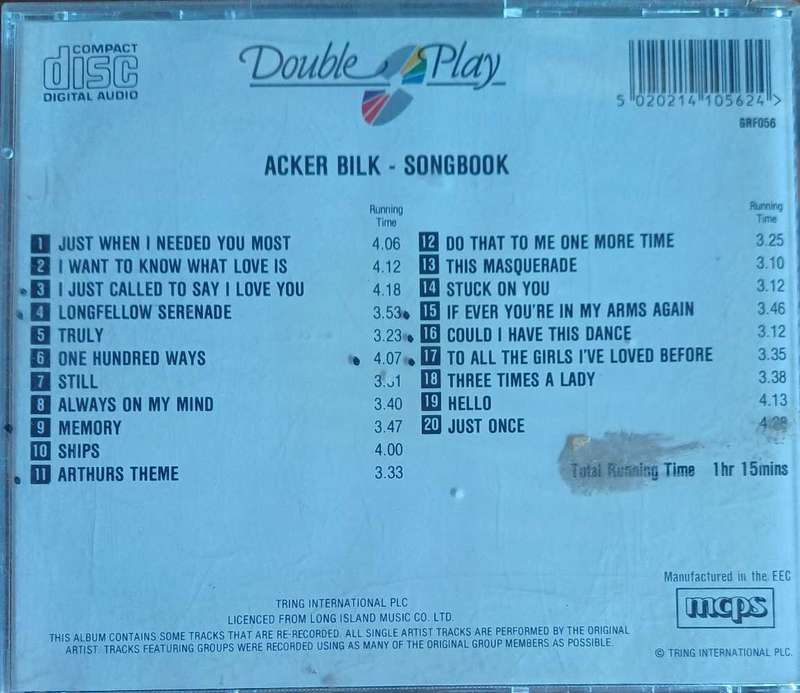 COMPACT
disc
DIGITAL AUDIO
Double Play
5 020214 105624 >
GRF056
ACKER BILK - SONGBOOK
Running
Time
1 JUST WHEN I NEEDED YOU MOST 4.06
2 I WANT TO KNOW WHAT LOVE IS 4.12
3 I JUST CALLED TO SAY I LOVE YOU 4.18
4 LONGFELLOW SERENADE 3.53
5 TRULY 3.23
6 ONE HUNDRED WAYS 4.07
7 STILL
8 ALWAYS ON MY MIND 3.40
9 MEMORY 3.47
10 SHIPS 4.00
11 ARTHURS THEME 3.33
Running
Time
12 DO THAT TO ME ONE MORE TIME 3.25
13 THIS MASQUERADE 3.10
14 STUCK ON YOU 3.12
15 IF EVER YOU'RE IN MY ARMS AGAIN 3.46
16 COULD I HAVE THIS DANCE 3.12
17 TO ALL THE GIRLS I'VE LOVED BEFORE 3.35
18 THREE TIMES A LADY 3.38
19 HELLO 4.13
20 JUST ONCE
Total Running Time 1hr 15mins
Manufactured in the EEC
mcps
TRING INTERNATIONAL PLC
LICENCED FROM LONG ISLAND MUSIC CO. LTD.
THIS ALBUM CONTAINS SOME TRACKS THAT ARE RE-RECORDED. ALL SINGLE ARTIST TRACKS ARE PERFORMED BY THE ORIGINAL
ARTIST. TRACKS FEATURING GROUPS WERE RECORDED USING AS MANY OF THE ORIGINAL GROUP MEMBERS AS POSSIBLE.
© TRING INTERNATIONAL PLC.